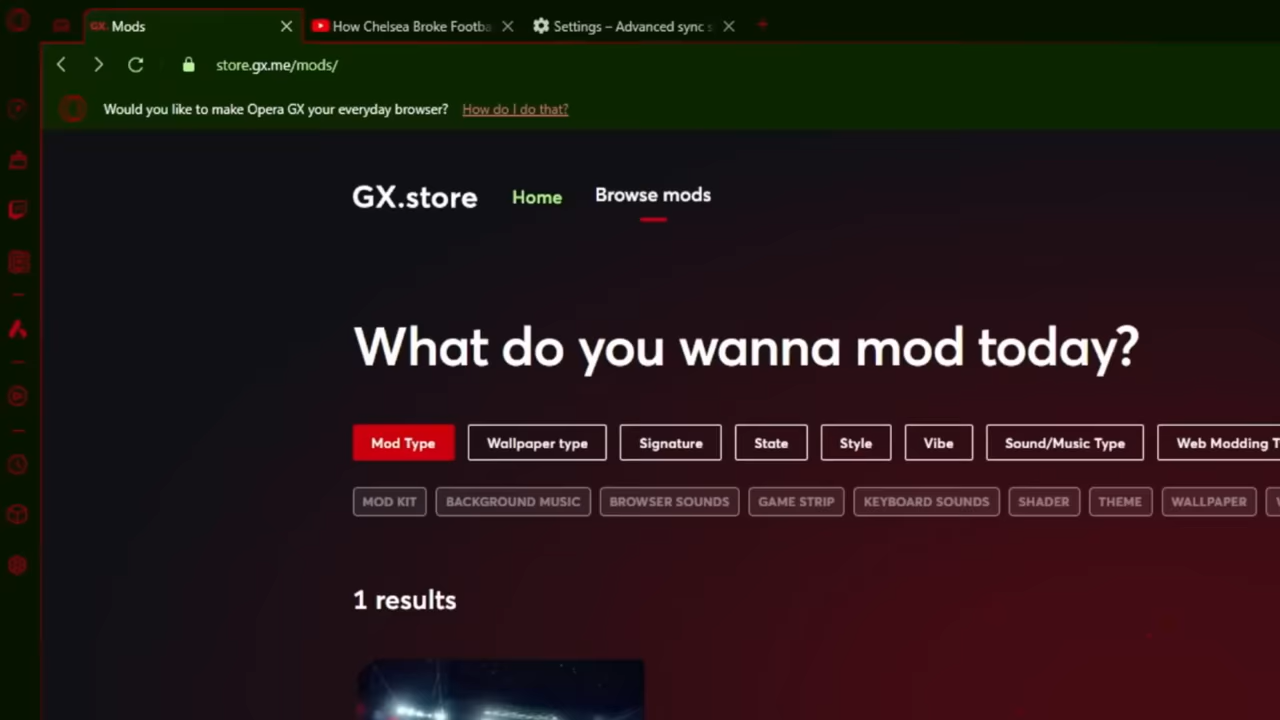 GX. Mods
How Chelsea Broke Footba
Settings – Advanced sync s
store.gx.me/mods/
Would you like to make Opera GX your everyday browser? How do I do that?
GX.store Home Browse mods
What do you wanna mod today?
Mod Type Wallpaper type Signature State Style Vibe Sound/Music Type Web Modding T
MOD KIT BACKGROUND MUSIC BROWSER SOUNDS GAME STRIP KEYBOARD SOUNDS SHADER THEME WALLPAPER
1 results